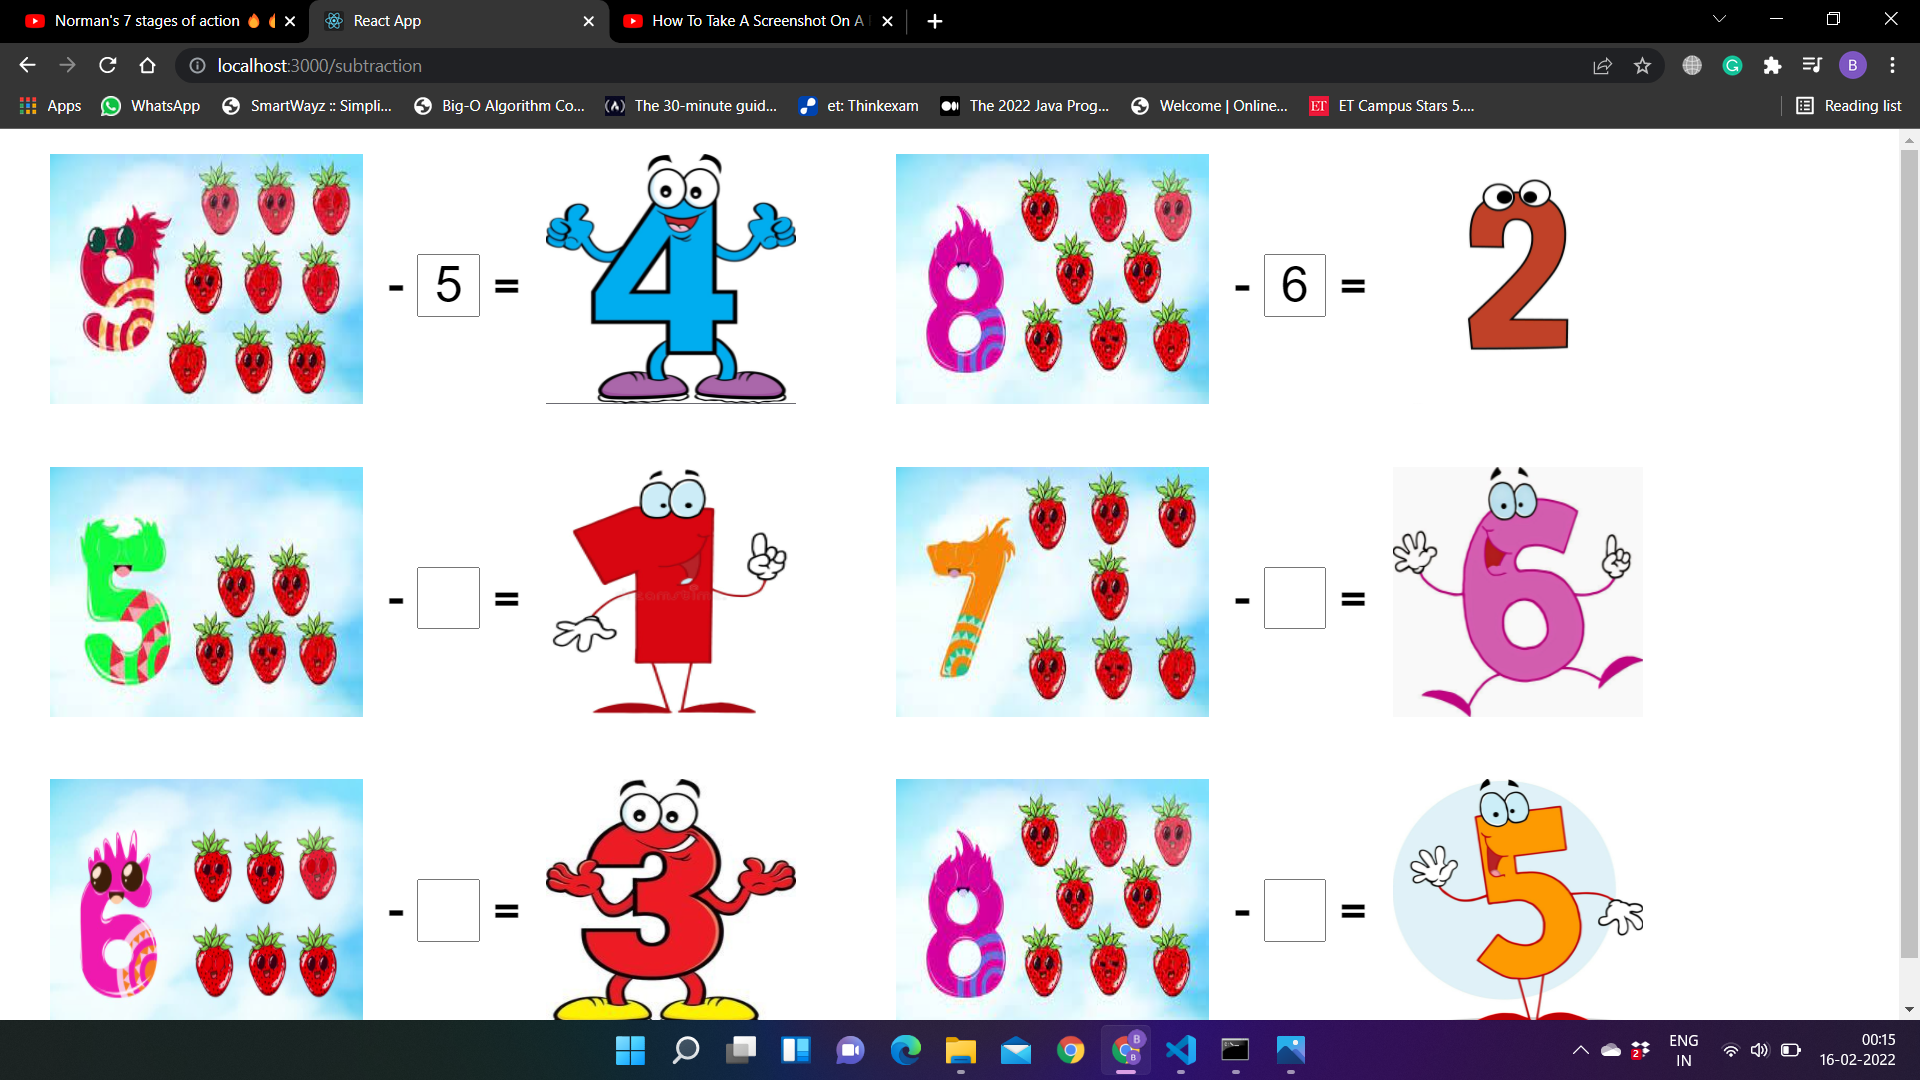 Norman's 7 stages of action 🔥
React App
How To Take A Screenshot On A
localhost:3000/subtraction
B
Apps
WhatsApp
SmartWayz :: Simpli...
Big-O Algorithm Co...
The 30-minute guid...
et: Thinkexam
The 2022 Java Prog...
ET
Welcome | Online...
ET Campus Stars 5....
Reading list
9 - 5 = 4
8 - 6 = 2
5 - = 1
7 - = 6
6 - = 3
8 - = 5
2
ENG
IN
00:15
16-02-2022